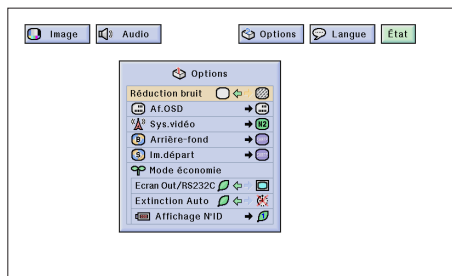 Image Audio Options Langue État
Options
Réduction bruit
Af.OSD
Sys.vidéo
Arrière-fond
Im.départ
Mode économie
Ecran Out/RS232C
Extinction Auto
Affichage N'ID